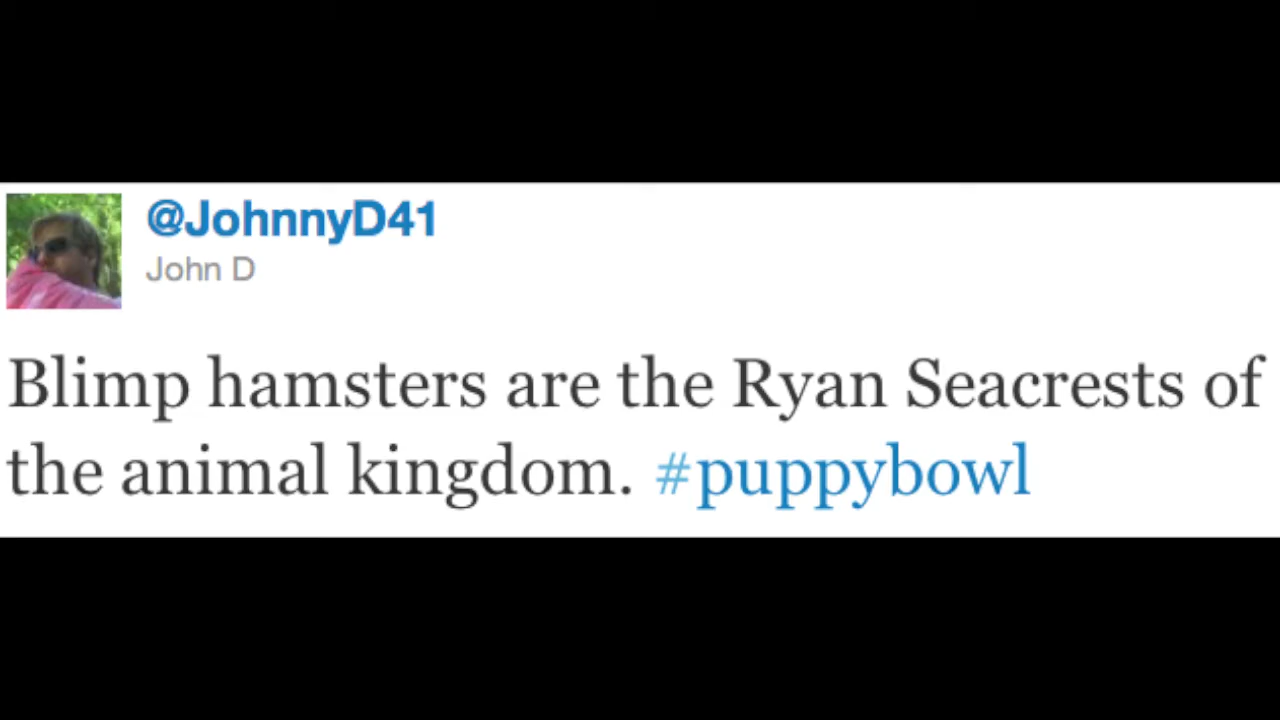 @JohnnyD41
John D
Blimp hamsters are the Ryan Seacrests of
the animal kingdom. #puppybowl